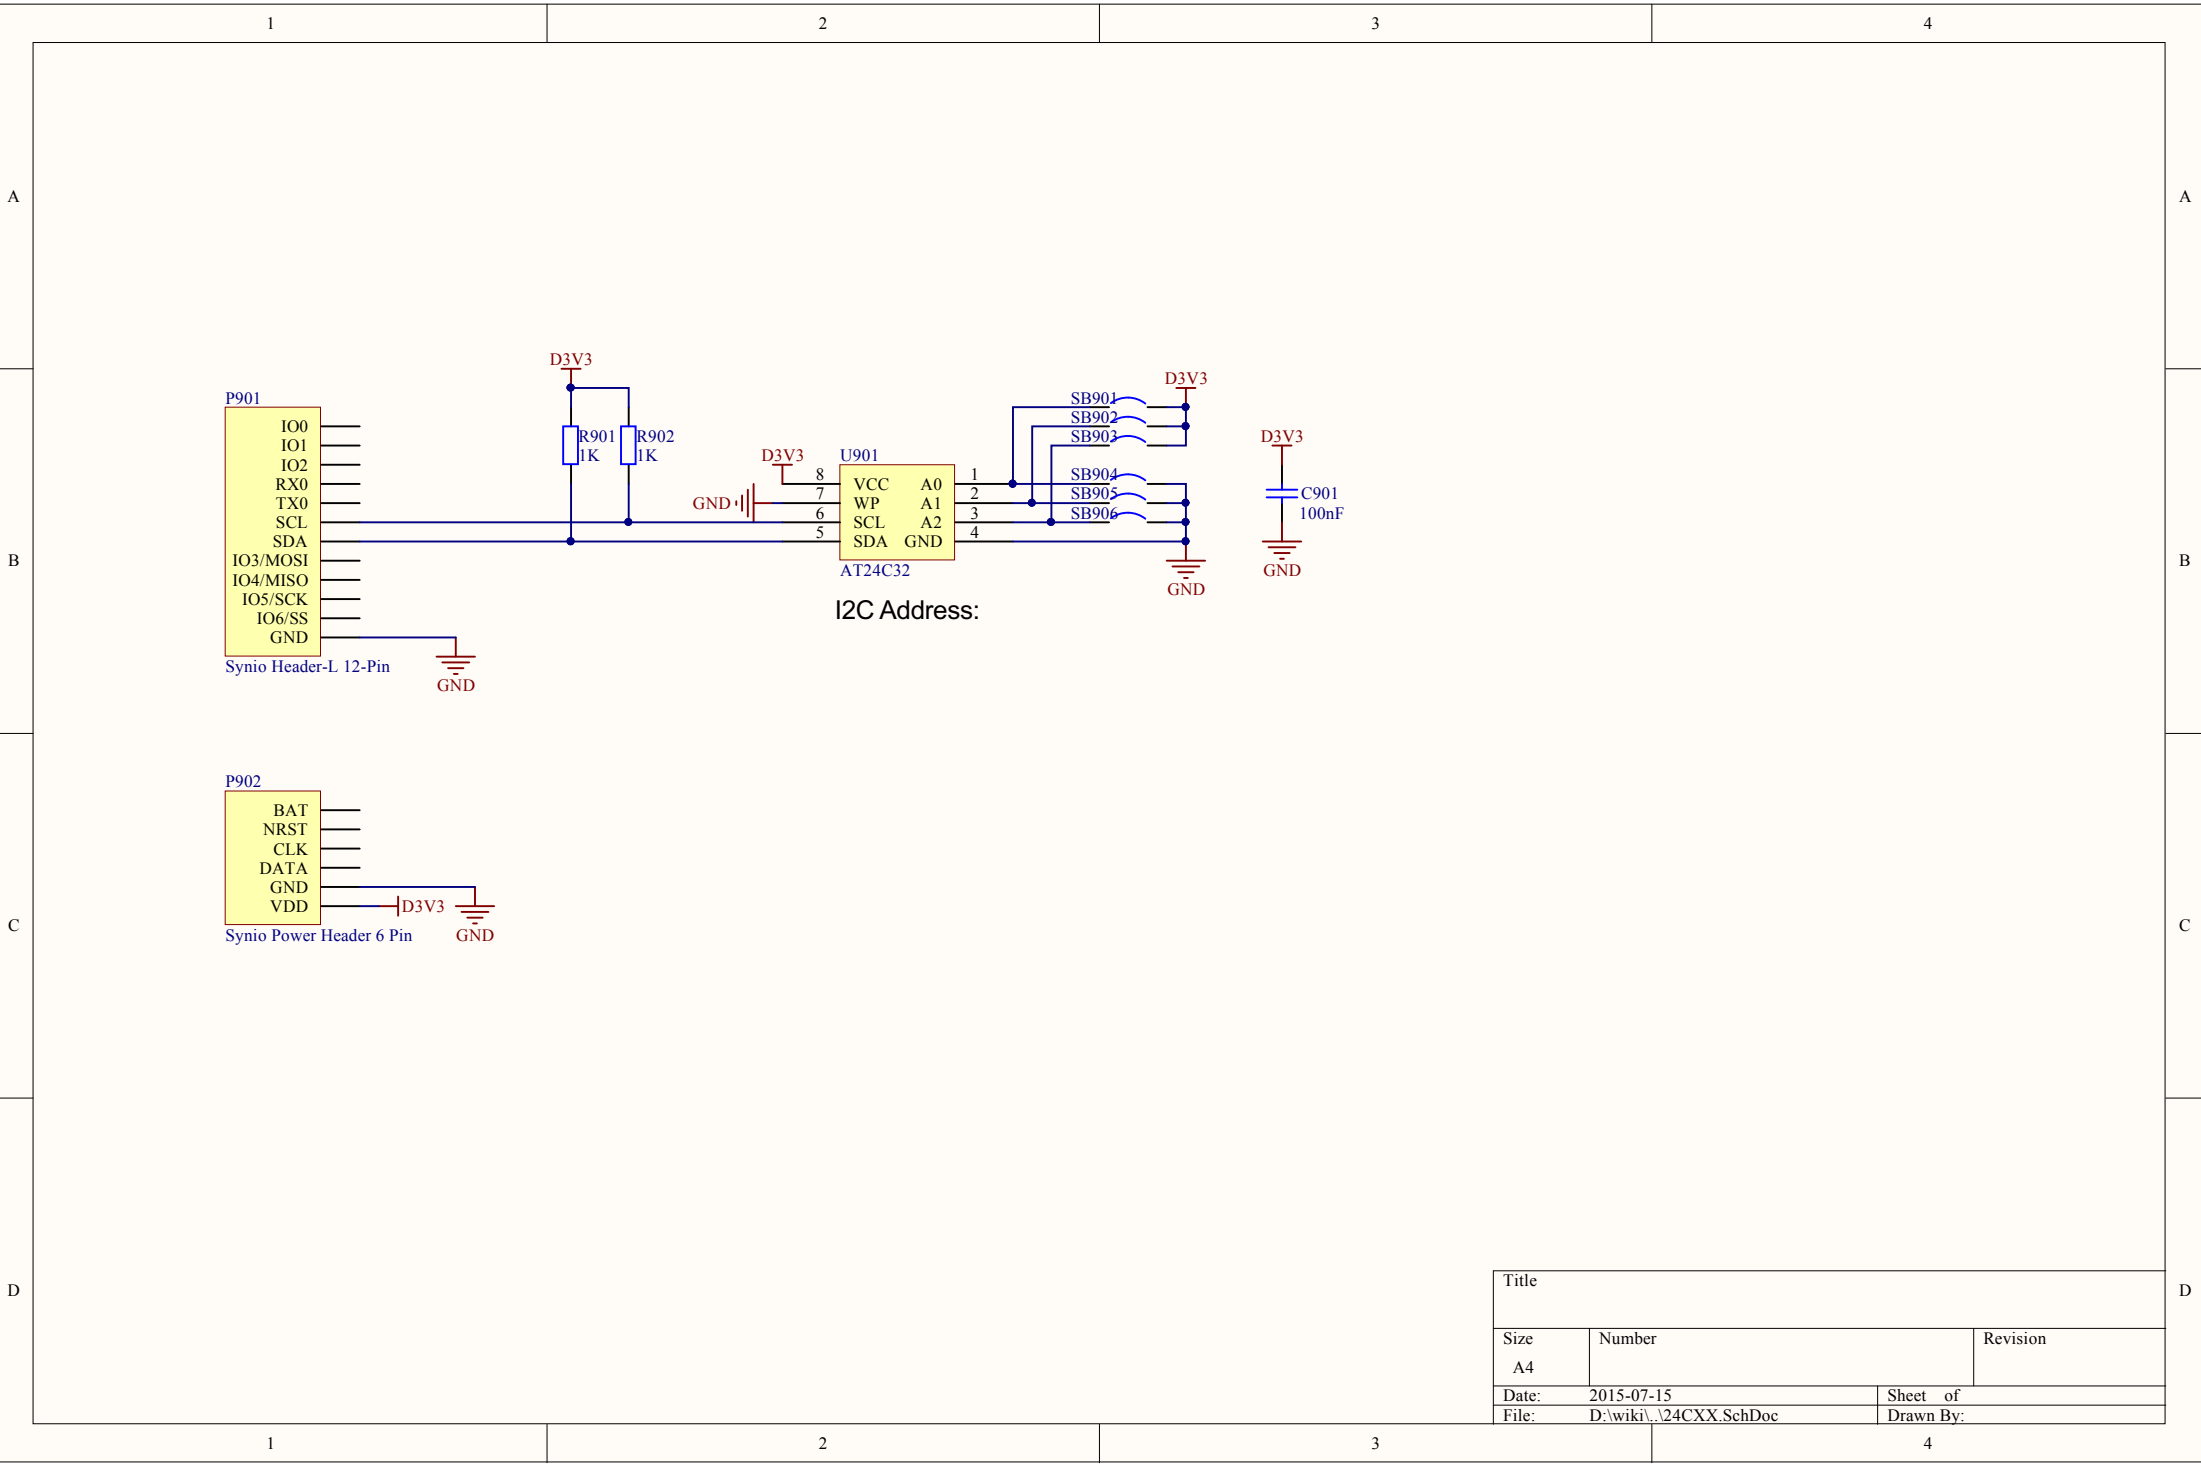 1 2 3 4
A A
D3V3
D3V3
P901
SB901
SB902
IO0
IO1
IO2
RX0
TX0
SCL
SDA
IO3/MOSI
IO4/MISO
IO5/SCK
IO6/SS
GND
Synio Header-L 12-Pin
GND
R901
1K
R902
1K
D3V3
GND
U901
8 VCC A0 1
7 WP A1 2
6 SCL A2 3
5 SDA GND 4
AT24C32
I2C Address:
SB903
SB904
SB905
SB906
GND
D3V3
C901
100nF
GND
B B
P902
BAT
NRST
CLK
DATA
GND
VDD
D3V3
GND
Synio Power Header 6 Pin
C C
D D
Title
Size Number Revision
A4
Date: 2015-07-15 Sheet of
File: D:\wiki\..\24CXX.SchDoc Drawn By:
1 2 3 4